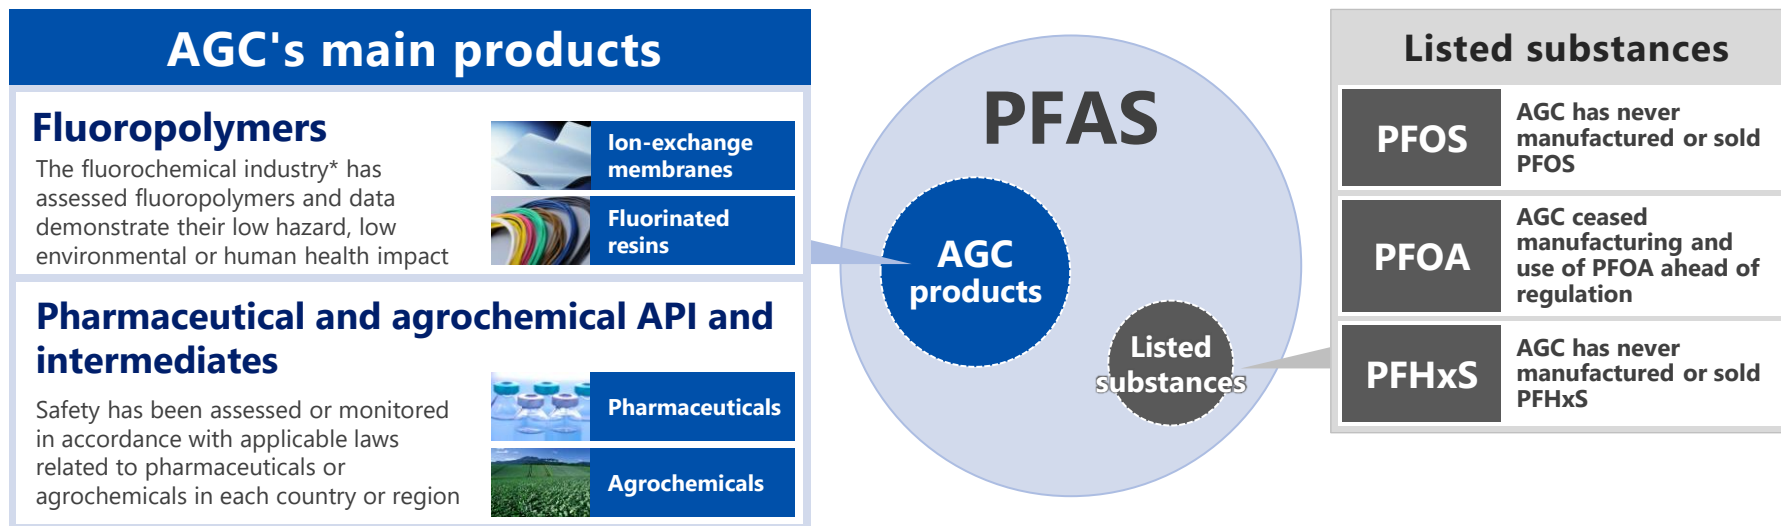 AGC's main products
Fluoropolymers
The fluorochemical industry* has
assessed fluoropolymers and data
demonstrate their low hazard, low
environmental or human health impact
Ion-exchange
membranes
Fluorinated
resins
Pharmaceutical and agrochemical API and
intermediates
Safety has been assessed or monitored
in accordance with applicable laws
related to pharmaceuticals or
agrochemicals in each country or region
Pharmaceuticals
Agrochemicals
PFAS
AGC
products
Listed
substances
Listed substances
PFOS
AGC has never
manufactured or sold
PFOS
PFOA
AGC ceased
manufacturing and
use of PFOA ahead of
regulation
PFHxS
AGC has never
manufactured or sold
PFHxS